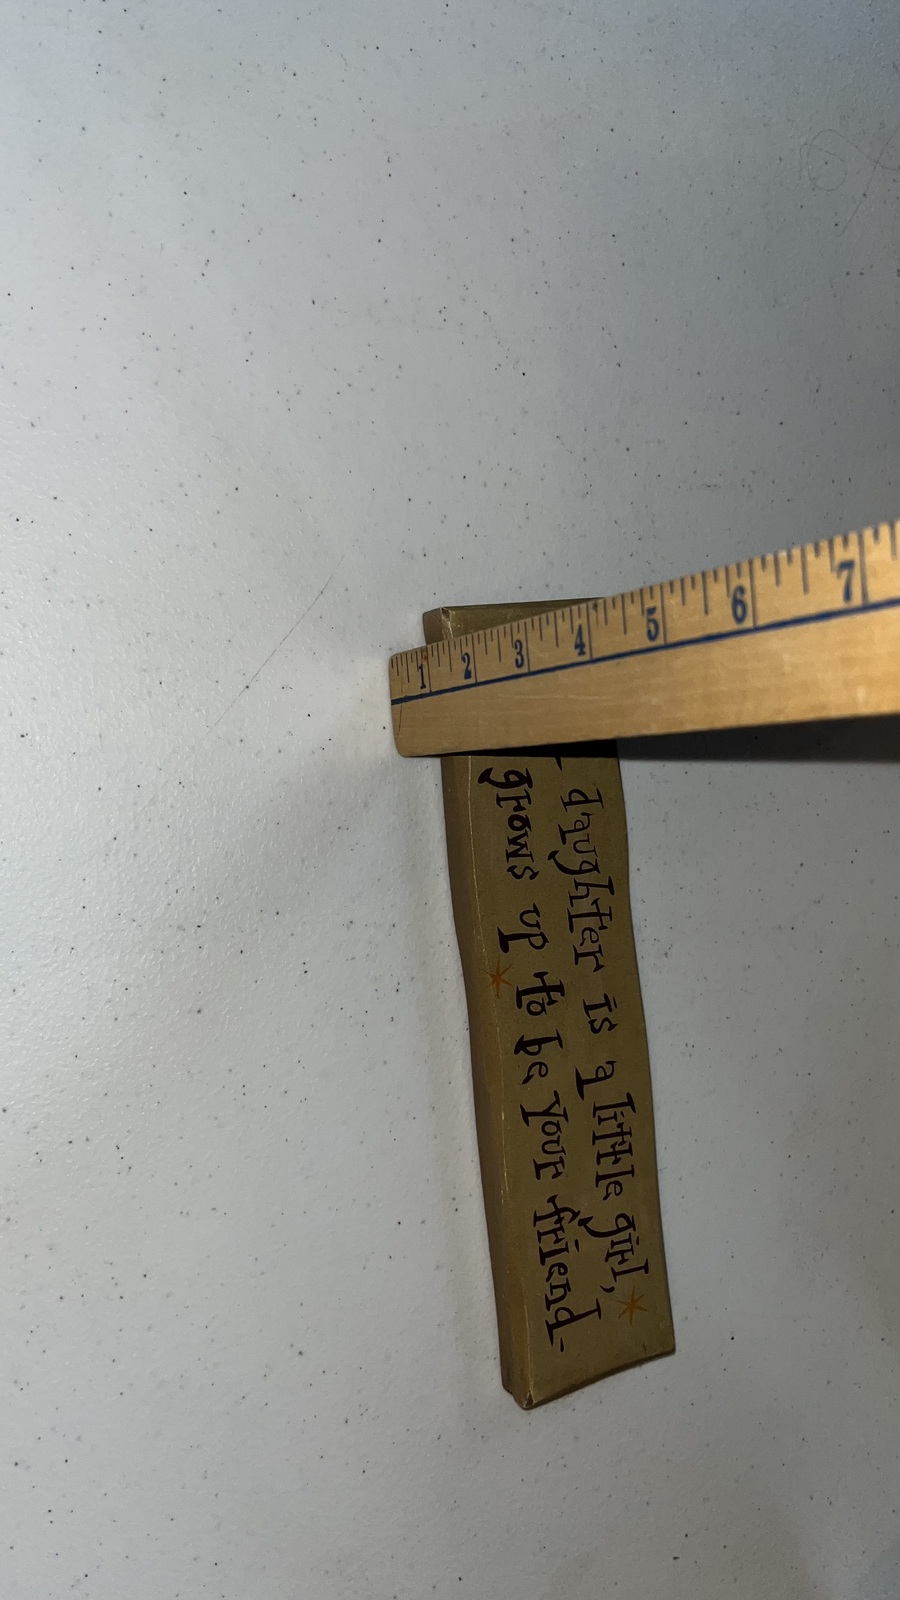 1 2 3 4 5 6 7
daughter is a little girl,
grows up to be your friend.